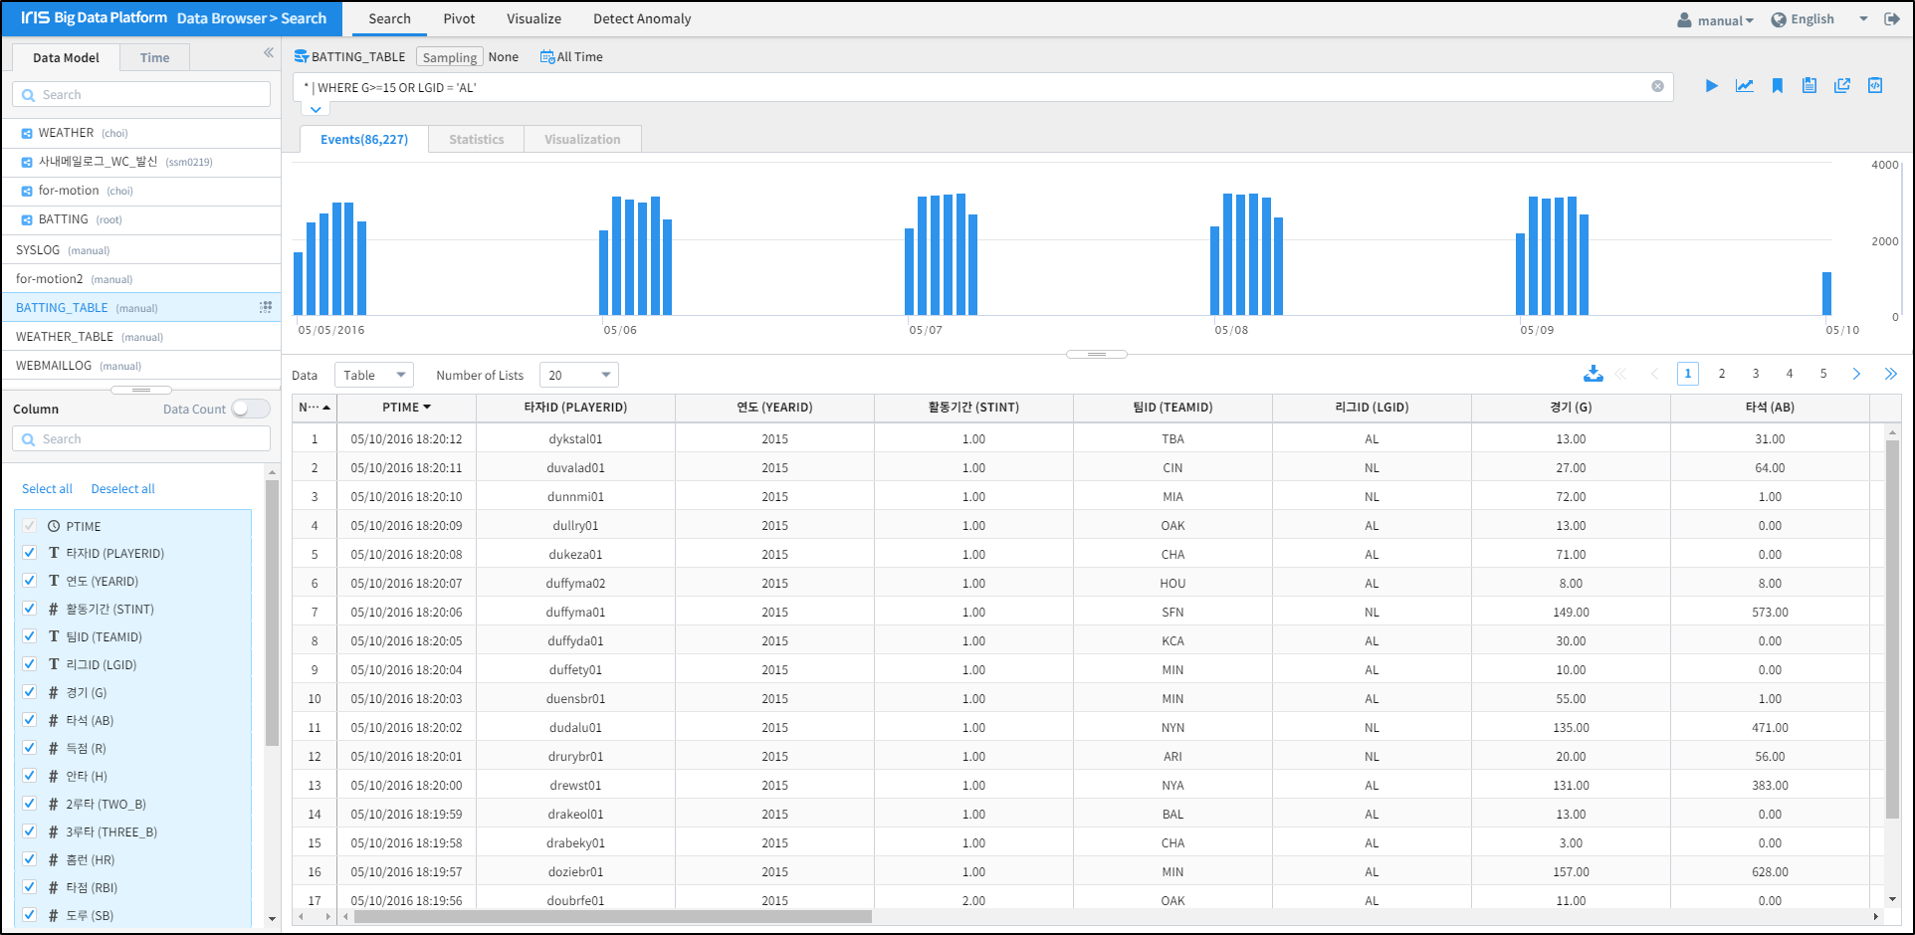 IRIS Big Data Platform Data Browser > Search
Search Pivot Visualize Detect Anomaly
manual English
Data Model Time
Search
WEATHER (choi)
사내메일로그_WC_발신 (ssm0219)
for-motion (choi)
BATTING (root)
SYSLOG (manual)
for-motion2 (manual)
BATTING_TABLE (manual)
WEATHER_TABLE (manual)
WEBMAILLOG (manual)
Column Data Count
Search
Select all Deselect all
PTIME
T 타자ID (PLAYERID)
T 연도 (YEARID)
# 활동기간 (STINT)
T 팀ID (TEAMID)
T 리그ID (LGID)
# 경기 (G)
# 타석 (AB)
# 득점 (R)
# 안타 (H)
# 2루타 (TWO_B)
# 3루타 (THREE_B)
# 홈런 (HR)
# 타점 (RBI)
# 도루 (SB)
BATTING_TABLE Sampling None All Time
* | WHERE G>=15 OR LGID = 'AL'
Events(86,227) Statistics Visualization
4000
2000
0
05/05/2016 05/06 05/07 05/08 05/09 05/10
Data Table Number of Lists 20 1 2 3 4 5
N··· PTIME 타자ID (PLAYERID) 연도 (YEARID) 활동기간 (STINT) 팀ID (TEAMID) 리그ID (LGID) 경기 (G) 타석 (AB)
1 05/10/2016 18:20:12 dykstal01 2015 1.00 TBA AL 13.00 31.00
2 05/10/2016 18:20:11 duvalad01 2015 1.00 CIN NL 27.00 64.00
3 05/10/2016 18:20:10 dunnmi01 2015 1.00 MIA NL 72.00 1.00
4 05/10/2016 18:20:09 dullry01 2015 1.00 OAK AL 13.00 0.00
5 05/10/2016 18:20:08 dukeza01 2015 1.00 CHA AL 71.00 0.00
6 05/10/2016 18:20:07 duffyma02 2015 1.00 HOU AL 8.00 8.00
7 05/10/2016 18:20:06 duffyma01 2015 1.00 SFN NL 149.00 573.00
8 05/10/2016 18:20:05 duffyda01 2015 1.00 KCA AL 30.00 0.00
9 05/10/2016 18:20:04 duffety01 2015 1.00 MIN AL 10.00 0.00
10 05/10/2016 18:20:03 duensbr01 2015 1.00 MIN AL 55.00 1.00
11 05/10/2016 18:20:02 dudalu01 2015 1.00 NYN NL 135.00 471.00
12 05/10/2016 18:20:01 drurybr01 2015 1.00 ARI NL 20.00 56.00
13 05/10/2016 18:20:00 drewst01 2015 1.00 NYA AL 131.00 383.00
14 05/10/2016 18:19:59 drakeol01 2015 1.00 BAL AL 13.00 0.00
15 05/10/2016 18:19:58 drabeky01 2015 1.00 CHA AL 3.00 0.00
16 05/10/2016 18:19:57 doziebr01 2015 1.00 MIN AL 157.00 628.00
17 05/10/2016 18:19:56 doubrfe01 2015 2.00 OAK AL 11.00 0.00